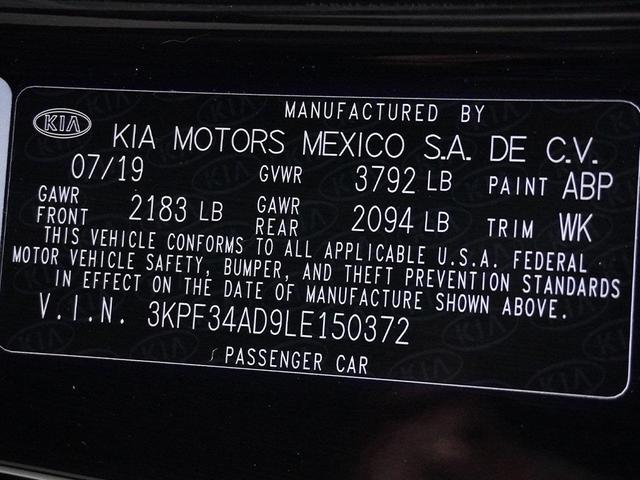 MANUFACTURED BY
KIA KIA MOTORS MEXICO S.A. DE C.V.
07/19 GVWR 3792 LB PAINT ABP
GAWR FRONT 2183 LB GAWR REAR 2094 LB TRIM WK
THIS VEHICLE CONFORMS TO ALL APPLICABLE U.S.A. FEDERAL
MOTOR VEHICLE SAFETY, BUMPER, AND THEFT PREVENTION STANDARDS
IN EFFECT ON THE DATE OF MANUFACTURE SHOWN ABOVE.
V.I.N. 3KPF34AD9LE150372
PASSENGER CAR